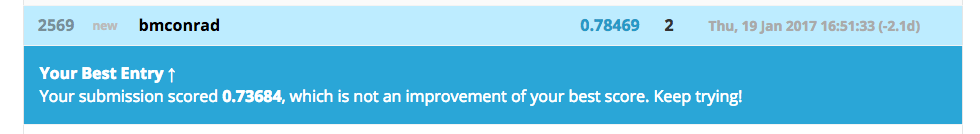 2569 new bmconrad 0.78469 2 Thu, 19 Jan 2017 16:51:33 (-2.1d)
Your Best Entry ↑
Your submission scored 0.73684, which is not an improvement of your best score. Keep trying!